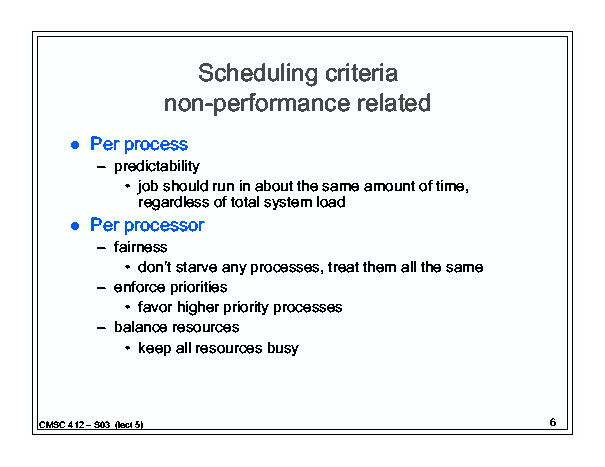 Scheduling criteria
non-performance related
● Per process
– predictability
• job should run in about the same amount of time,
regardless of total system load
● Per processor
– fairness
• don't starve any processes, treat them all the same
– enforce priorities
• favor higher priority processes
– balance resources
• keep all resources busy
CMSC 412 – S03 (lect 5)
6